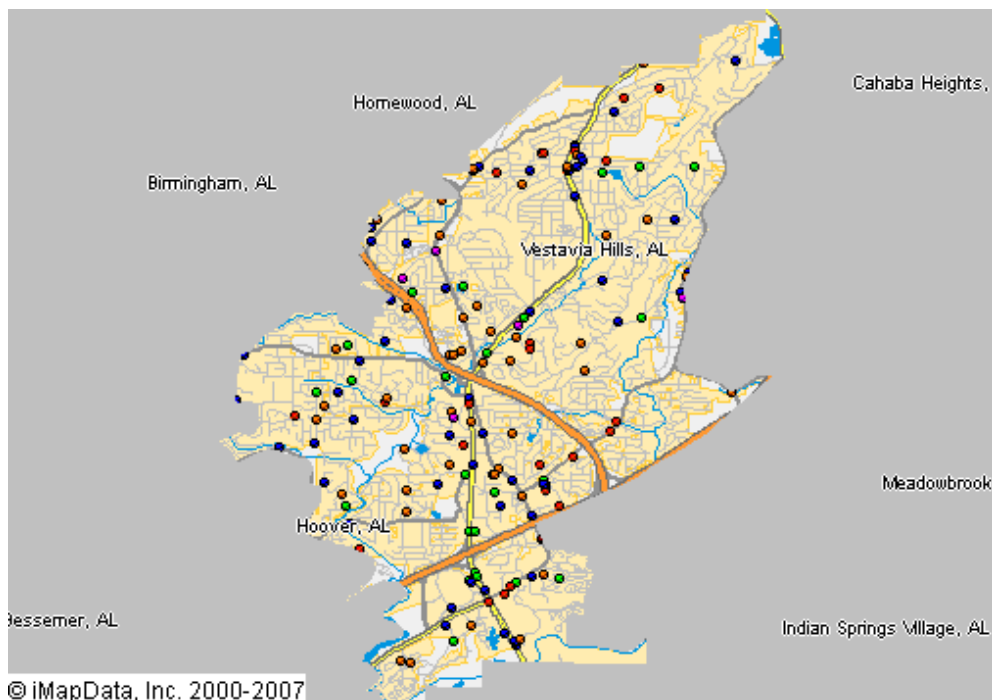 Cahaba Heights,
Homewood, AL
Birmingham, AL
Vestavia Hills, AL
Meadowbrook
Hoover, AL
Bessemer, AL
Indian Springs Village, AL
© iMapData, Inc. 2000-2007